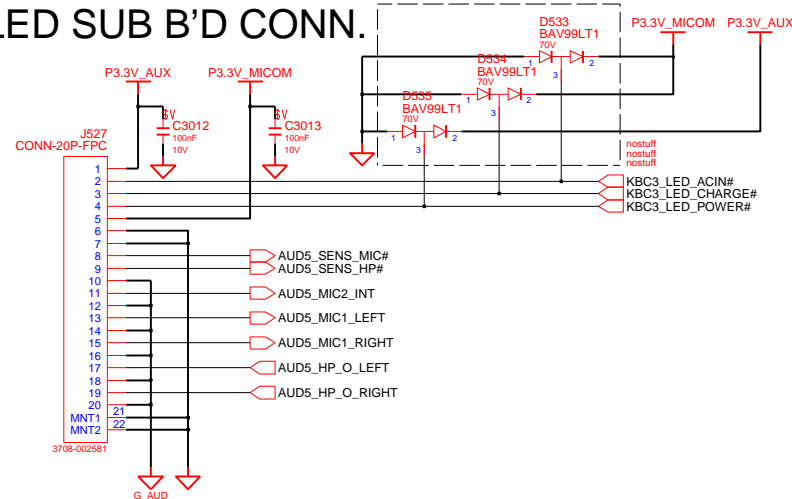 LED SUB B'D CONN.
D533
BAV99LT1
70V
1
2
3
P3.3V_MICOM
P3.3V_AUX
D534
BAV99LT1
70V
1
2
3
D535
BAV99LT1
70V
1
2
3
nostuff
nostuff
nostuff
P3.3V_AUX
P3.3V_MICOM
6V
C3012
100nF
10V
6V
C3013
100nF
10V
J527
CONN-20P-FPC
1
2
KBC3_LED_ACIN#
3
KBC3_LED_CHARGE#
4
KBC3_LED_POWER#
5
6
7
8
AUD5_SENS_MIC#
9
AUD5_SENS_HP#
10
11
AUD5_MIC2_INT
12
13
AUD5_MIC1_LEFT
14
15
AUD5_MIC1_RIGHT
16
17
AUD5_HP_O_LEFT
18
19
AUD5_HP_O_RIGHT
20
MNT1 21
MNT2 22
3708-002581
G_AUD